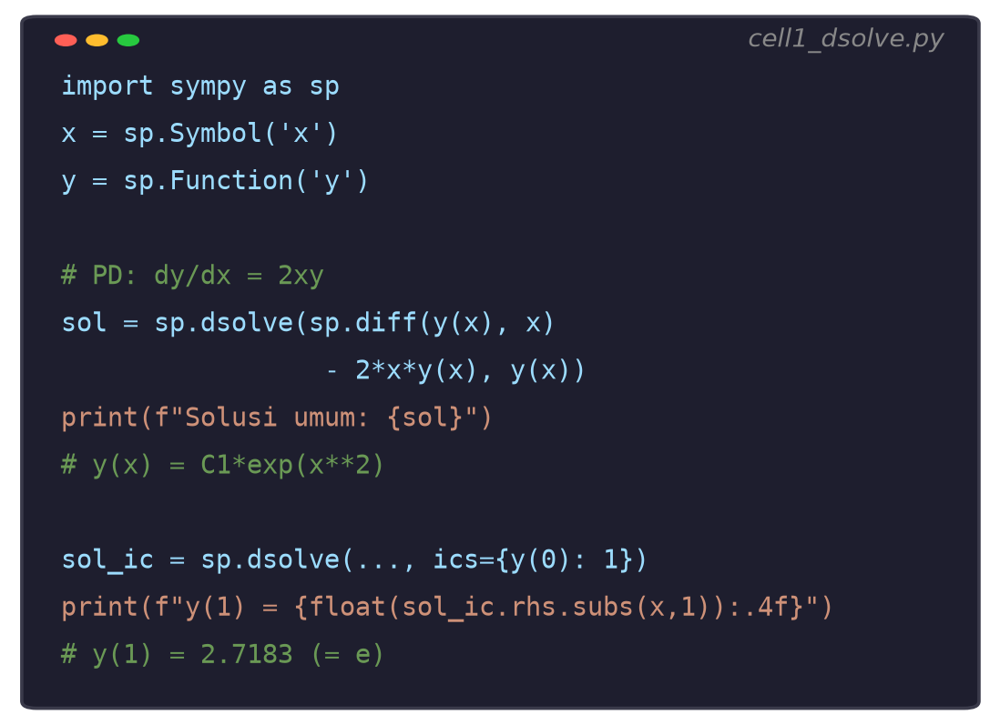 cell1_dsolve.py
import sympy as sp
x = sp.Symbol('x')
y = sp.Function('y')
# PD: dy/dx = 2xy
sol = sp.dsolve(sp.diff(y(x), x)
                 - 2*x*y(x), y(x))
print(f"Solusi umum: {sol}")
# y(x) = C1*exp(x**2)
sol_ic = sp.dsolve(..., ics={y(0): 1})
print(f"y(1) = {float(sol_ic.rhs.subs(x,1)):.4f}")
# y(1) = 2.7183 (= e)